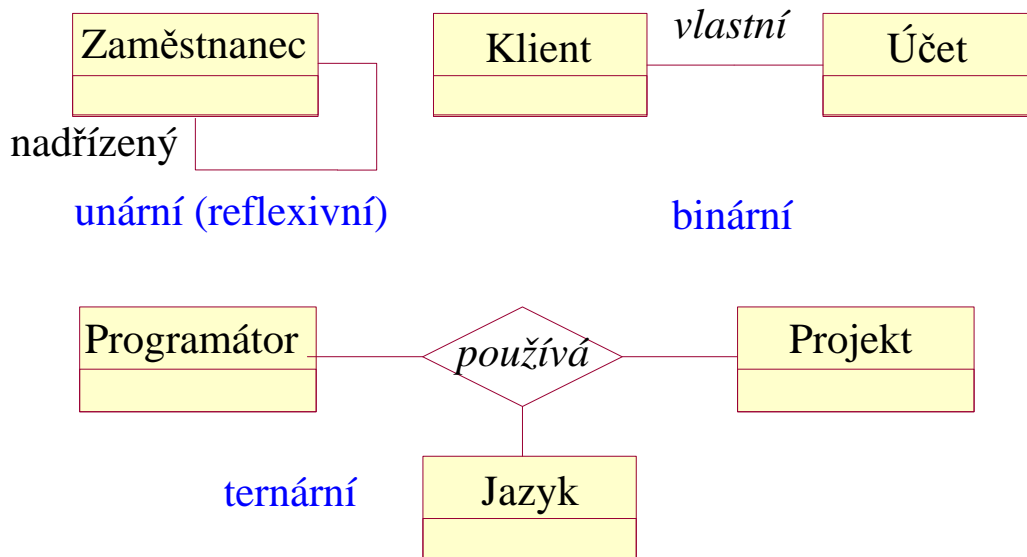 Zaměstnanec
nadřízený
unární (reflexivní)
Klient
vlastní
Účet
binární
Programátor
používá
Projekt
Jazyk
ternární